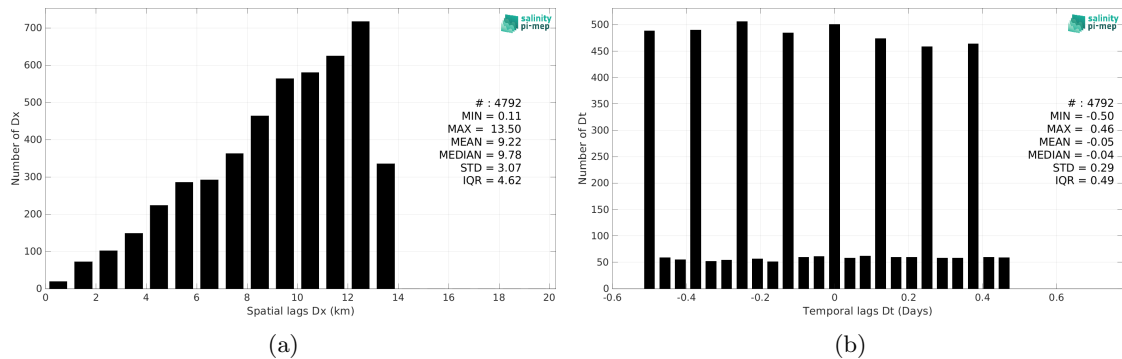 700
600
500
400
300
200
100
0
Number of Dx
0 2 4 6 8 10 12 14 16 18 20
Spatial lags Dx (km)
salinity
pi-mep
# : 4792
MIN = 0.11
MAX = 13.50
MEAN = 9.22
MEDIAN = 9.78
STD = 3.07
IQR = 4.62
(a)
500
450
400
350
300
250
200
150
100
50
0
Number of Dt
-0.6 -0.4 -0.2 0 0.2 0.4 0.6
Temporal lags Dt (Days)
salinity
pi-mep
# : 4792
MIN = -0.50
MAX = 0.46
MEAN = -0.05
MEDIAN = -0.04
STD = 0.29
IQR = 0.49
(b)